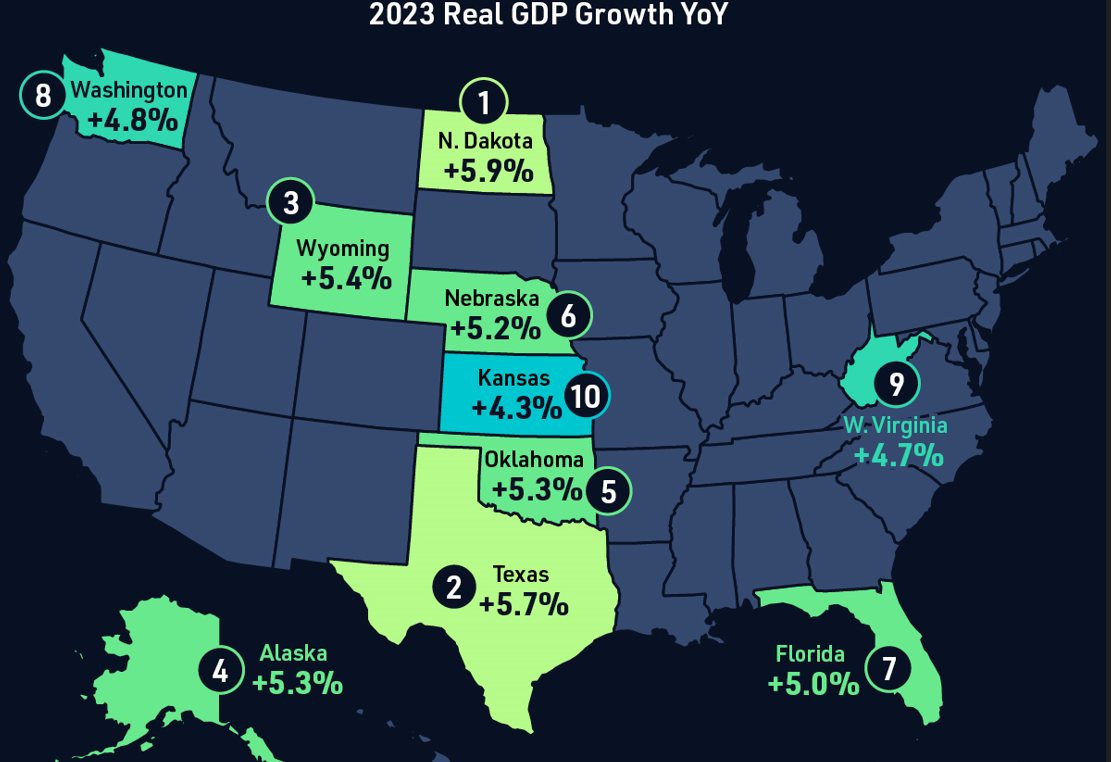 2023 Real GDP Growth YoY
8
Washington
+4.8%
1
N. Dakota
+5.9%
3
Wyoming
+5.4%
Nebraska
+5.2%
6
Kansas
+4.3%
10
9
W. Virginia
+4.7%
Oklahoma
+5.3%
5
2
Texas
+5.7%
4
Alaska
+5.3%
Florida
+5.0%
7